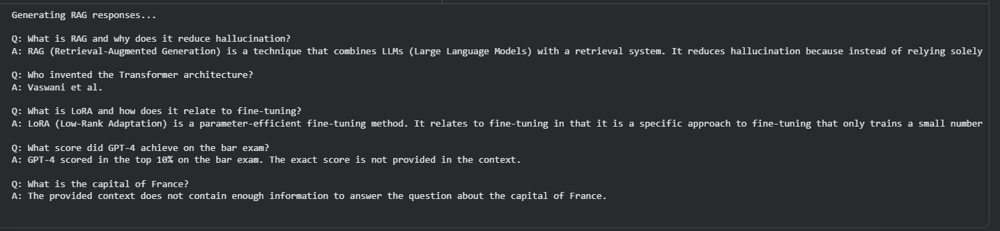 Generating RAG responses...
Q: What is RAG and why does it reduce hallucination?
A: RAG (Retrieval-Augmented Generation) is a technique that combines LLMs (Large Language Models) with a retrieval system. It reduces hallucination because instead of relying solely
Q: Who invented the Transformer architecture?
A: Vaswani et al.
Q: What is LoRA and how does it relate to fine-tuning?
A: LoRA (Low-Rank Adaptation) is a parameter-efficient fine-tuning method. It relates to fine-tuning in that it is a specific approach to fine-tuning that only trains a small number
Q: What score did GPT-4 achieve on the bar exam?
A: GPT-4 scored in the top 10% on the bar exam. The exact score is not provided in the context.
Q: What is the capital of France?
A: The provided context does not contain enough information to answer the question about the capital of France.